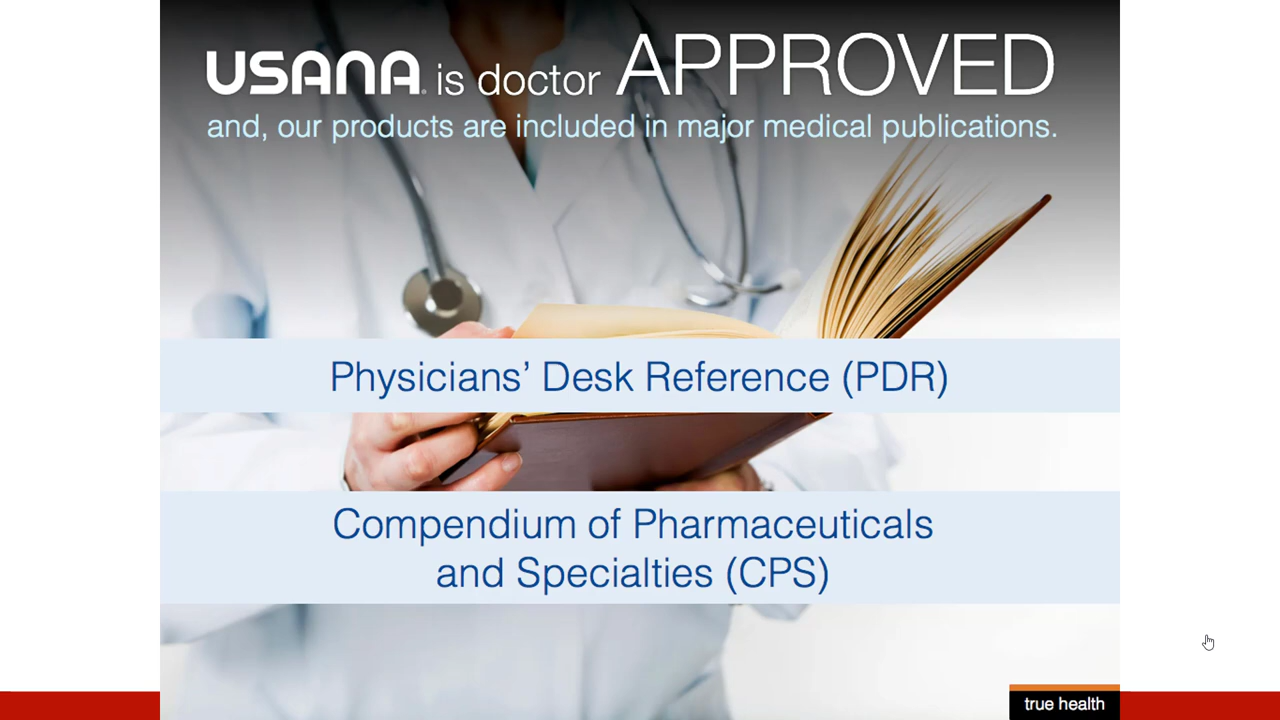 USANA is doctor APPROVED
and, our products are included in major medical publications.
Physicians’ Desk Reference (PDR)
Compendium of Pharmaceuticals
and Specialties (CPS)
true health